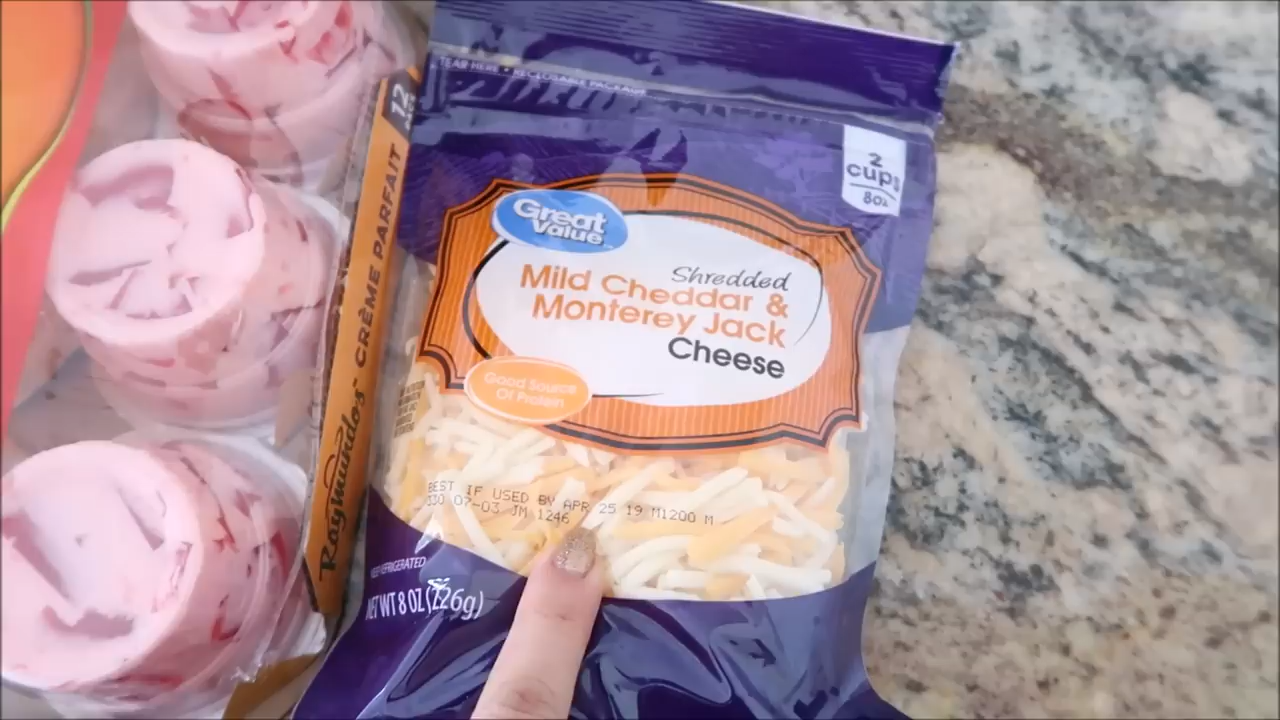 TEAR HERE • RECLOSABLE PACKAGE
2
cups
8oz
Great
Value
Shredded
Mild Cheddar &
Monterey Jack
Cheese
Good Source
Of Protein
BEST IF USED BY APR 25 19 M1200 M
330 07-03 JM 1246
REFRIGERATED
NET WT 8 OZ (226g)
12
Raymundo's CRÈME PARFAIT